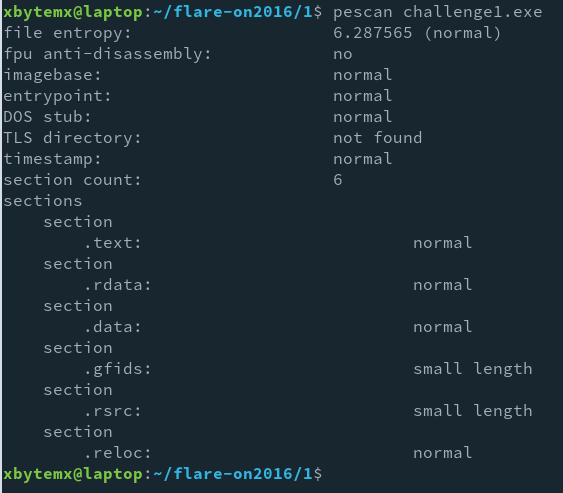 xbytemx@laptop:~/flare-on2016/1$ pescan challenge1.exe
file entropy: 6.287565 (normal)
fpu anti-disassembly: no
imagebase: normal
entrypoint: normal
DOS stub: normal
TLS directory: not found
timestamp: normal
section count: 6
sections
section
.text: normal
section
.rdata: normal
section
.data: normal
section
.gfids: small length
section
.rsrc: small length
section
.reloc: normal
xbytemx@laptop:~/flare-on2016/1$